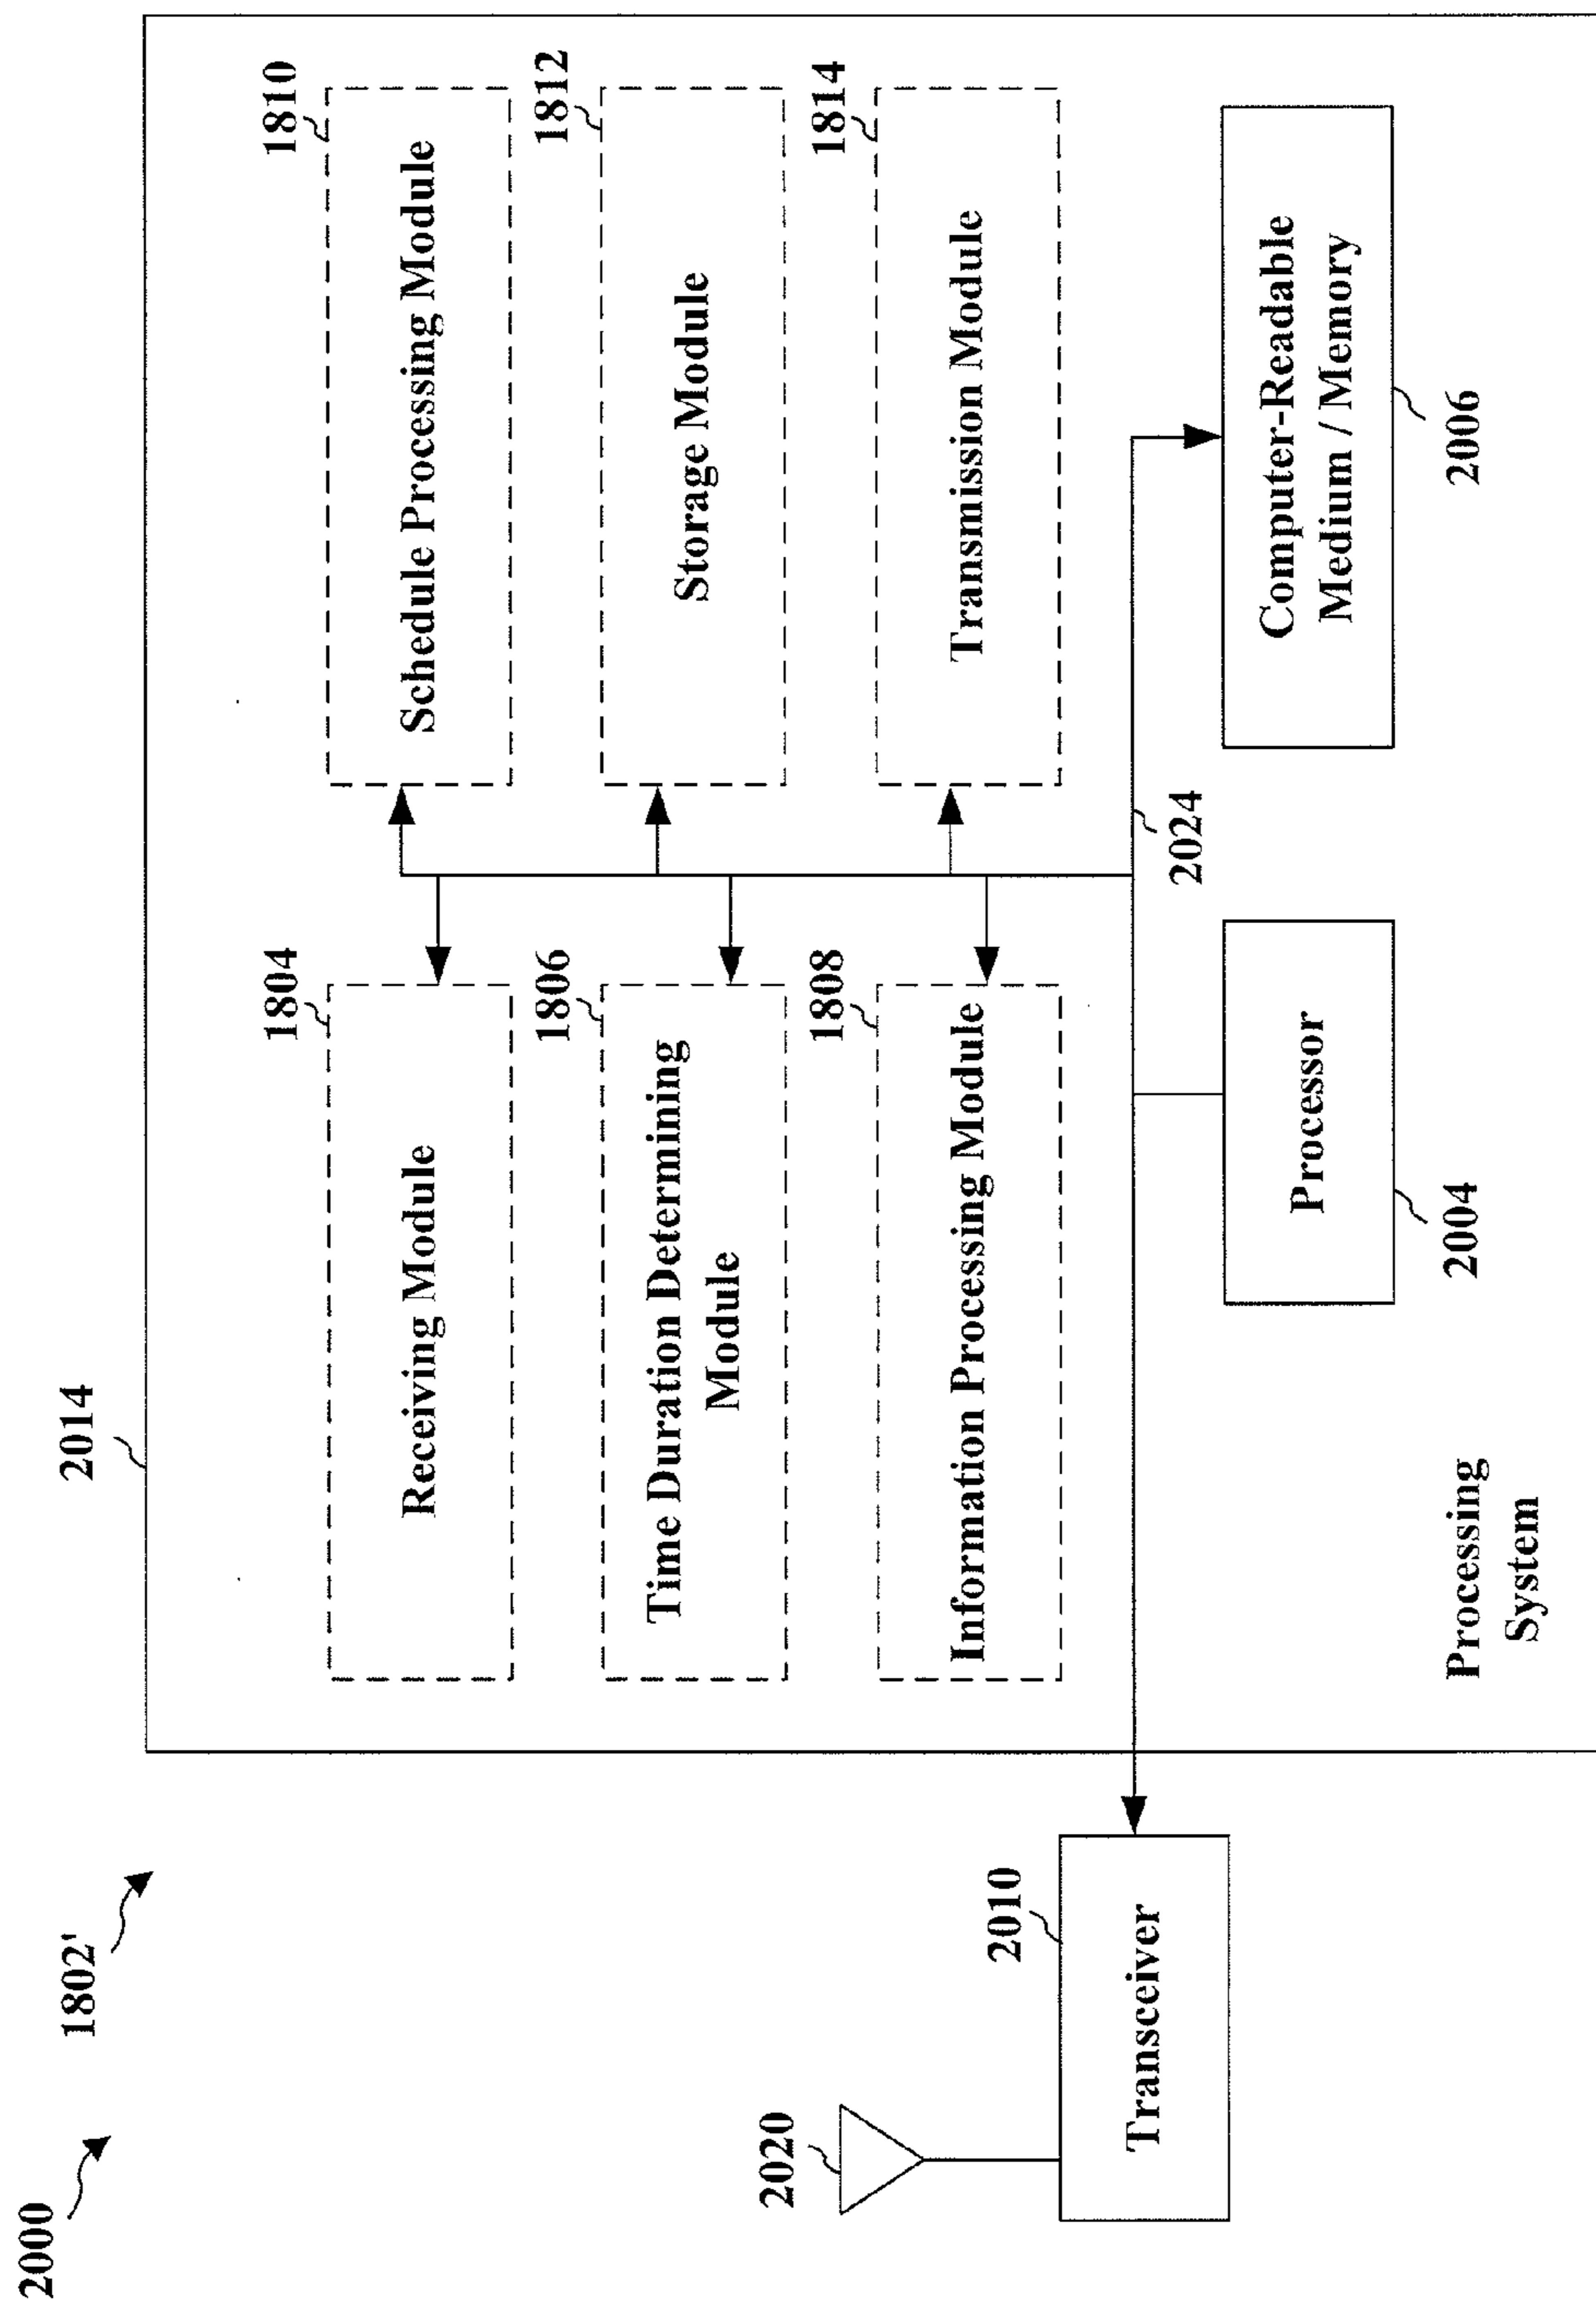 2000
1802'
2014
1804
Receiving Module
1810
Schedule Processing Module
1806
Time Duration Determining
Module
1812
Storage Module
1808
Information Processing Module
1814
Transmission Module
2020
2010
Transceiver
2024
Processor
2004
Computer-Readable
Medium / Memory
2006
Processing
System